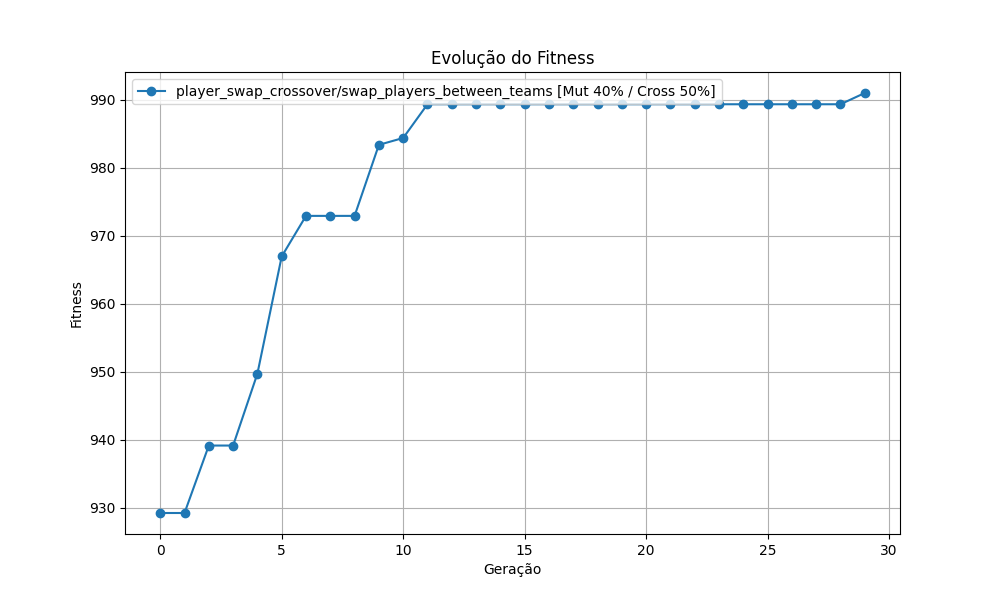 Evolução do Fitness
player_swap_crossover/swap_players_between_teams [Mut 40% / Cross 50%]
Fitness
990
980
970
960
950
940
930
0 5 10 15 20 25 30
Geração